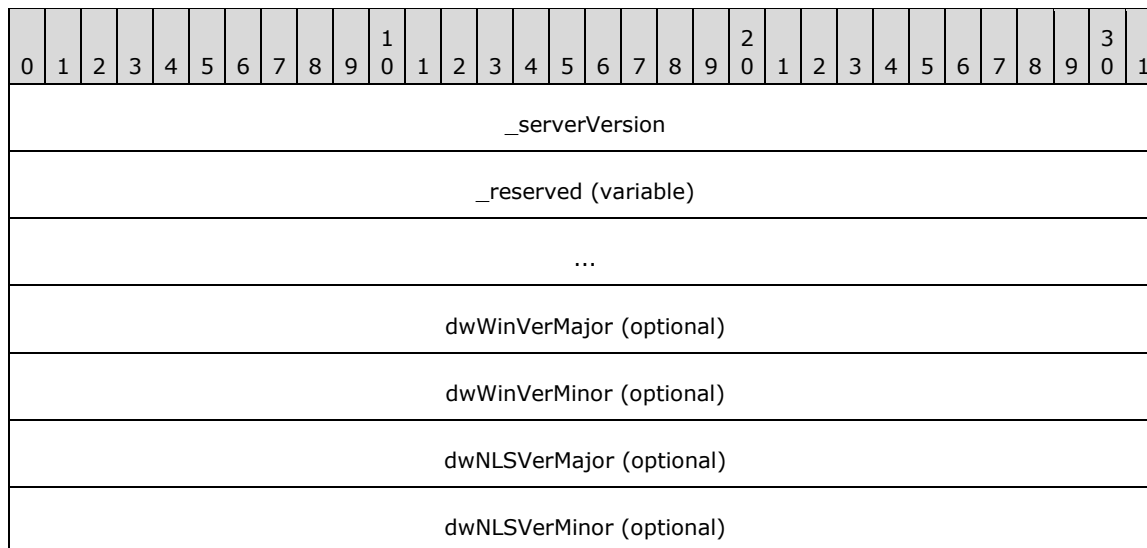 1 2 3
0 1 2 3 4 5 6 7 8 9 0 1 2 3 4 5 6 7 8 9 0 1 2 3 4 5 6 7 8 9 0 1
_serverVersion
_reserved (variable)
...
dwWinVerMajor (optional)
dwWinVerMinor (optional)
dwNLSVerMajor (optional)
dwNLSVerMinor (optional)